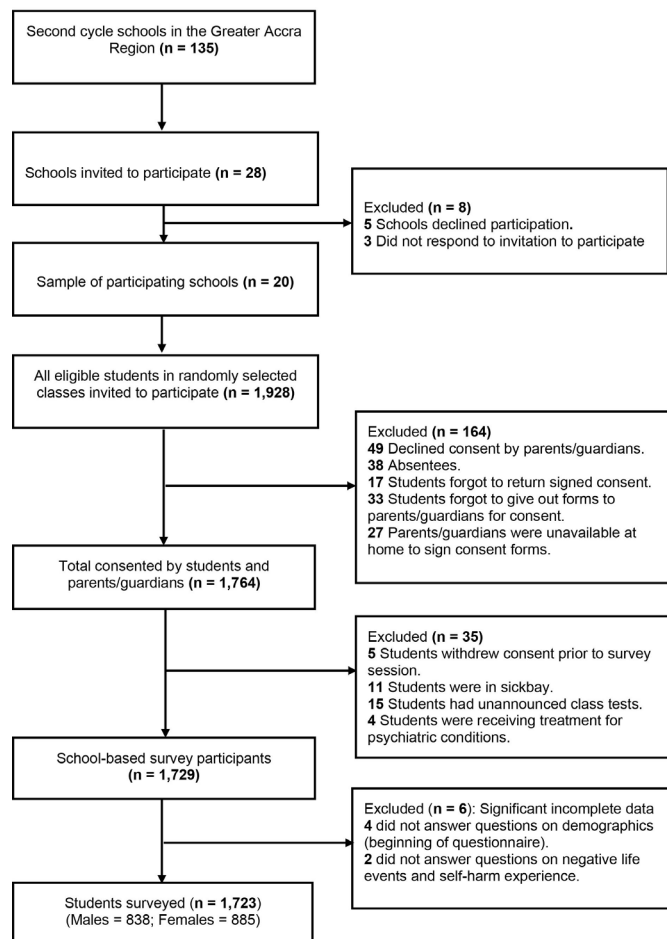 Second cycle schools in the Greater Accra
Region (n = 135)
Schools invited to participate (n = 28)
Excluded (n = 8)
5 Schools declined participation.
3 Did not respond to invitation to participate
Sample of participating schools (n = 20)
All eligible students in randomly selected
classes invited to participate (n = 1,928)
Excluded (n = 164)
49 Declined consent by parents/guardians.
38 Absentees.
17 Students forgot to return signed consent.
33 Students forgot to give out forms to
parents/guardians for consent.
27 Parents/guardians were unavailable at
home to sign consent forms.
Total consented by students and
parents/guardians (n = 1,764)
Excluded (n = 35)
5 Students withdrew consent prior to survey
session.
11 Students were in sickbay.
15 Students had unannounced class tests.
4 Students were receiving treatment for
psychiatric conditions.
School-based survey participants
(n = 1,729)
Excluded (n = 6): Significant incomplete data
4 did not answer questions on demographics
(beginning of questionnaire).
2 did not answer questions on negative life
events and self-harm experience.
Students surveyed (n = 1,723)
(Males = 838; Females = 885)